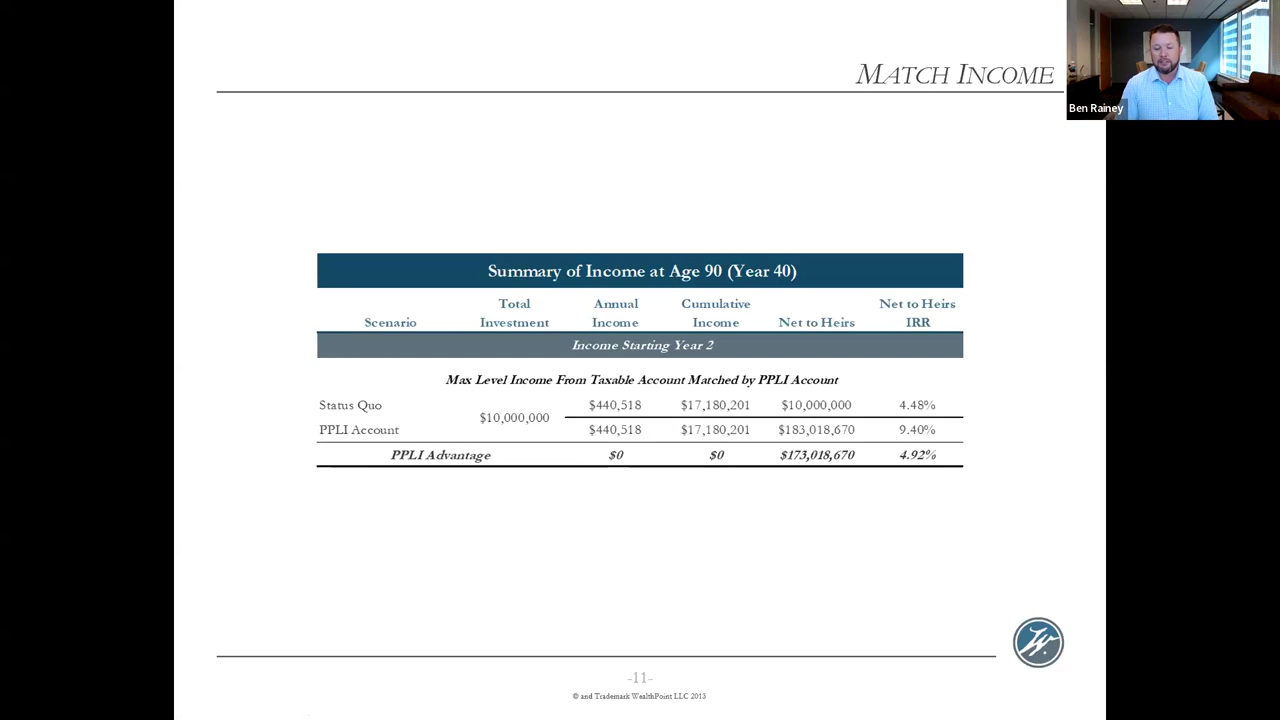 MATCH INCOME
Ben Rainey
Summary of Income at Age 90 (Year 40)
Total Annual Cumulative Net to Heirs
Scenario Investment Income Income Net to Heirs IRR
Income Starting Year 2
Max Level Income From Taxable Account Matched by PPLI Account
Status Quo $440,518 $17,180,201 $10,000,000 4.48%
$10,000,000
PPLI Account $440,518 $17,180,201 $183,018,670 9.40%
PPLI Advantage $0 $0 $173,018,670 4.92%
W.
-11-
© and Trademark WealthPoint LLC 2013